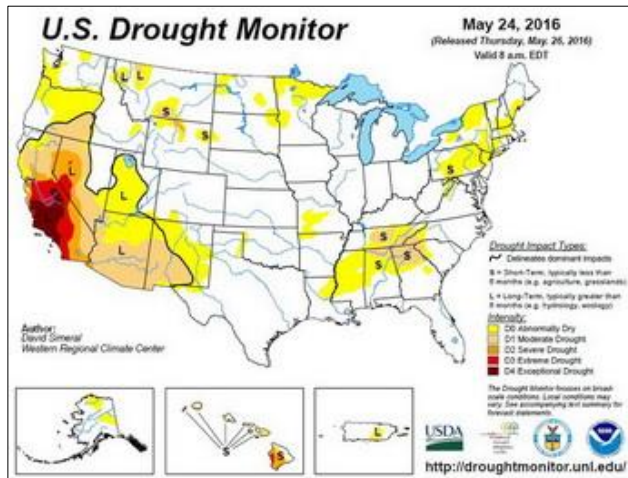 U.S. Drought Monitor
May 24, 2016
(Released Thursday, May. 26, 2016)
Valid 8 a.m. EDT
L
L
L
S
S
L
L
L
S
S
S
S
S
Drought Impact Types:
Delineates dominant impacts
S = Short-Term, typically less than
6 months (e.g. agriculture, grasslands)
L = Long-Term, typically greater than
6 months (e.g. hydrology, ecology)
Intensity:
D0 Abnormally Dry
D1 Moderate Drought
D2 Severe Drought
D3 Extreme Drought
D4 Exceptional Drought
Author:
David Simeral
Western Regional Climate Center
The Drought Monitor focuses on broad-
scale conditions. Local conditions may
vary. See accompanying text summary for
forecast statements.
S
S
L
USDA
http://droughtmonitor.unl.edu/